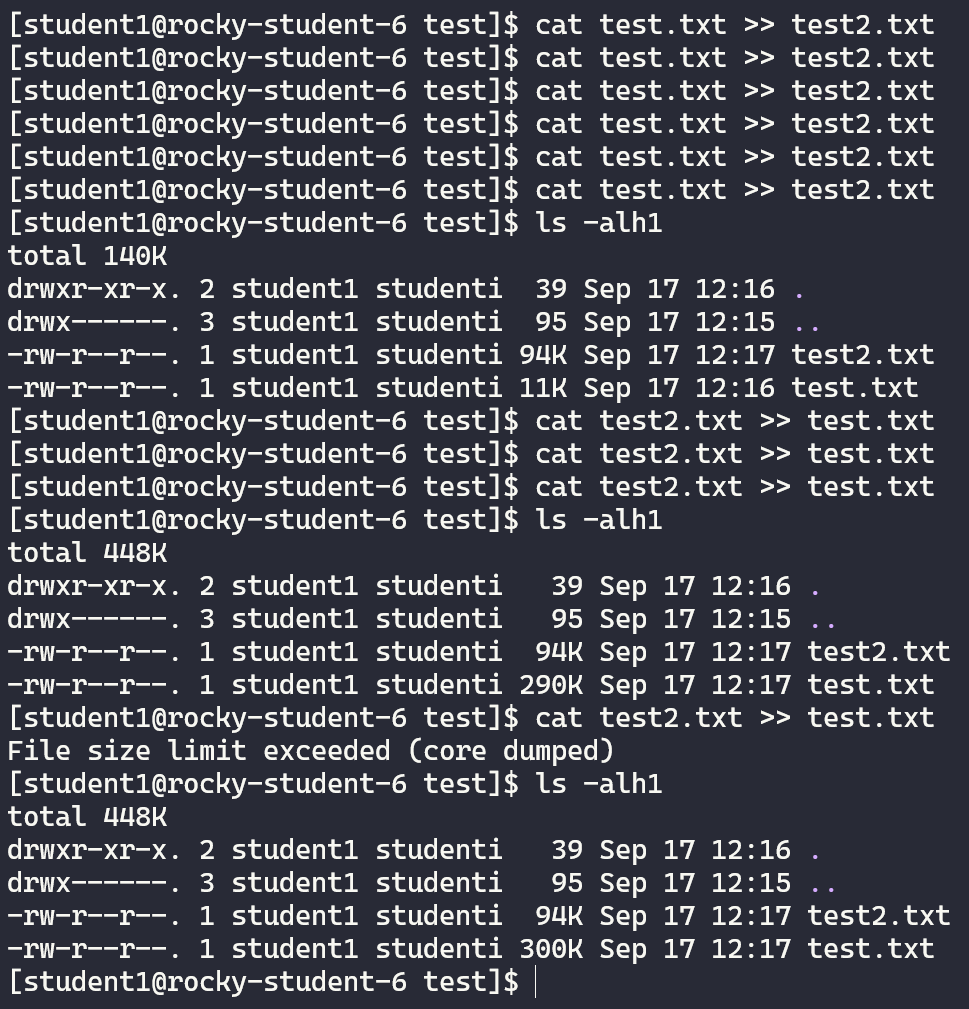 [student1@rocky-student-6 test]$ cat test.txt >> test2.txt
[student1@rocky-student-6 test]$ cat test.txt >> test2.txt
[student1@rocky-student-6 test]$ cat test.txt >> test2.txt
[student1@rocky-student-6 test]$ cat test.txt >> test2.txt
[student1@rocky-student-6 test]$ cat test.txt >> test2.txt
[student1@rocky-student-6 test]$ cat test.txt >> test2.txt
[student1@rocky-student-6 test]$ ls -alh1
total 140K
drwxr-xr-x. 2 student1 studenti  39 Sep 17 12:16 .
drwx------. 3 student1 studenti  95 Sep 17 12:15 ..
-rw-r--r--. 1 student1 studenti 94K Sep 17 12:17 test2.txt
-rw-r--r--. 1 student1 studenti 11K Sep 17 12:16 test.txt
[student1@rocky-student-6 test]$ cat test2.txt >> test.txt
[student1@rocky-student-6 test]$ cat test2.txt >> test.txt
[student1@rocky-student-6 test]$ cat test2.txt >> test.txt
[student1@rocky-student-6 test]$ ls -alh1
total 448K
drwxr-xr-x. 2 student1 studenti   39 Sep 17 12:16 .
drwx------. 3 student1 studenti   95 Sep 17 12:15 ..
-rw-r--r--. 1 student1 studenti  94K Sep 17 12:17 test2.txt
-rw-r--r--. 1 student1 studenti 290K Sep 17 12:17 test.txt
[student1@rocky-student-6 test]$ cat test2.txt >> test.txt
File size limit exceeded (core dumped)
[student1@rocky-student-6 test]$ ls -alh1
total 448K
drwxr-xr-x. 2 student1 studenti   39 Sep 17 12:16 .
drwx------. 3 student1 studenti   95 Sep 17 12:15 ..
-rw-r--r--. 1 student1 studenti  94K Sep 17 12:17 test2.txt
-rw-r--r--. 1 student1 studenti 300K Sep 17 12:17 test.txt
[student1@rocky-student-6 test]$